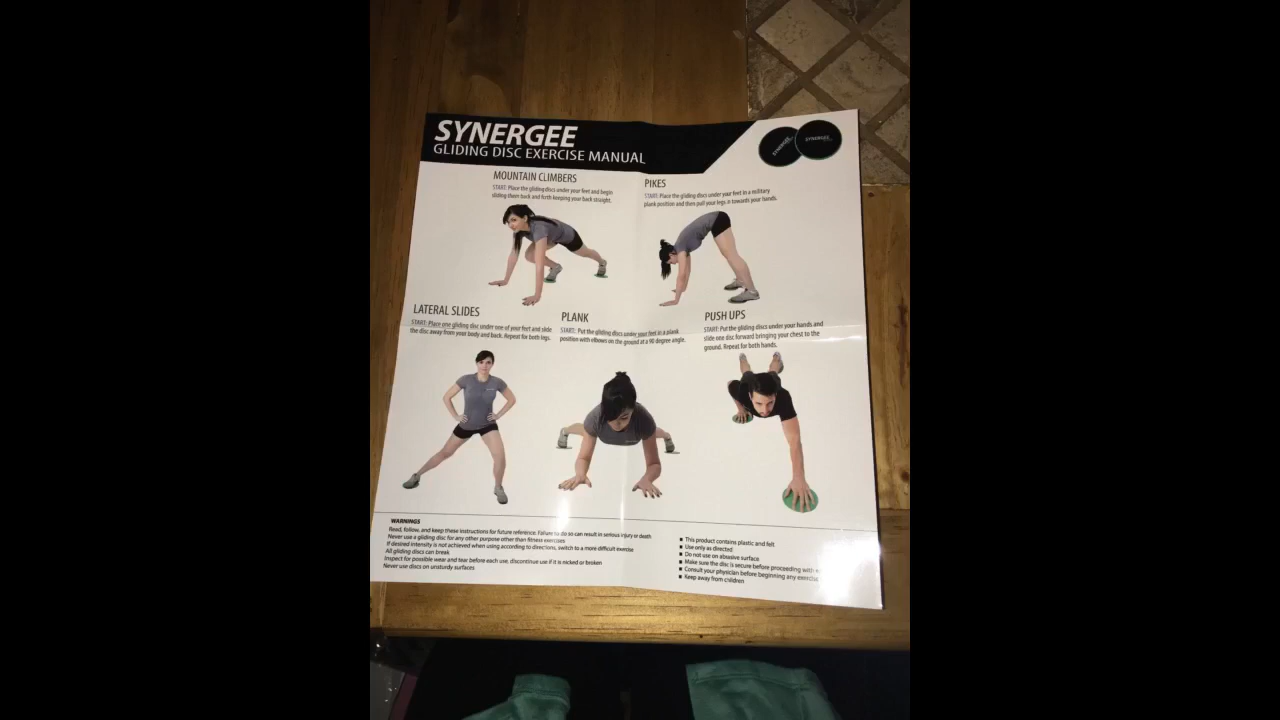 SYNERGEE
GLIDING DISC EXERCISE MANUAL
SYNERGEE
SYNERGEE
MOUNTAIN CLIMBERS
START: Place the gliding discs under your feet and begin
sliding them back and forth keeping your back straight.
PIKES
START: Place the gliding discs under your feet in a military
plank position and then pull your legs in towards your hands.
LATERAL SLIDES
START: Place one gliding disc under one of your feet and slide
the disc away from your body and back. Repeat for both legs.
PLANK
START: Put the gliding discs under your feet in a plank
position with elbows on the ground at a 90 degree angle.
PUSH UPS
START: Put the gliding discs under your hands and
slide one disc forward bringing your chest to the
ground. Repeat for both hands.
WARNINGS
Read, follow, and keep these instructions for future reference. Failure to do so can result in serious injury or death
Never use a gliding disc for any other purpose other than fitness exercises
If desired intensity is not achieved when using according to directions, switch to a more difficult exercise
All gliding discs can break
Inspect for possible wear and tear before each use, discontinue use if it is nicked or broken
Never use discs on unsturdy surfaces
■ This product contains plastic and felt
■ Use only as directed
■ Do not use on abrasive surface
■ Make sure the disc is secure before proceeding with
■ Consult your physician before beginning any exercise
■ Keep away from children